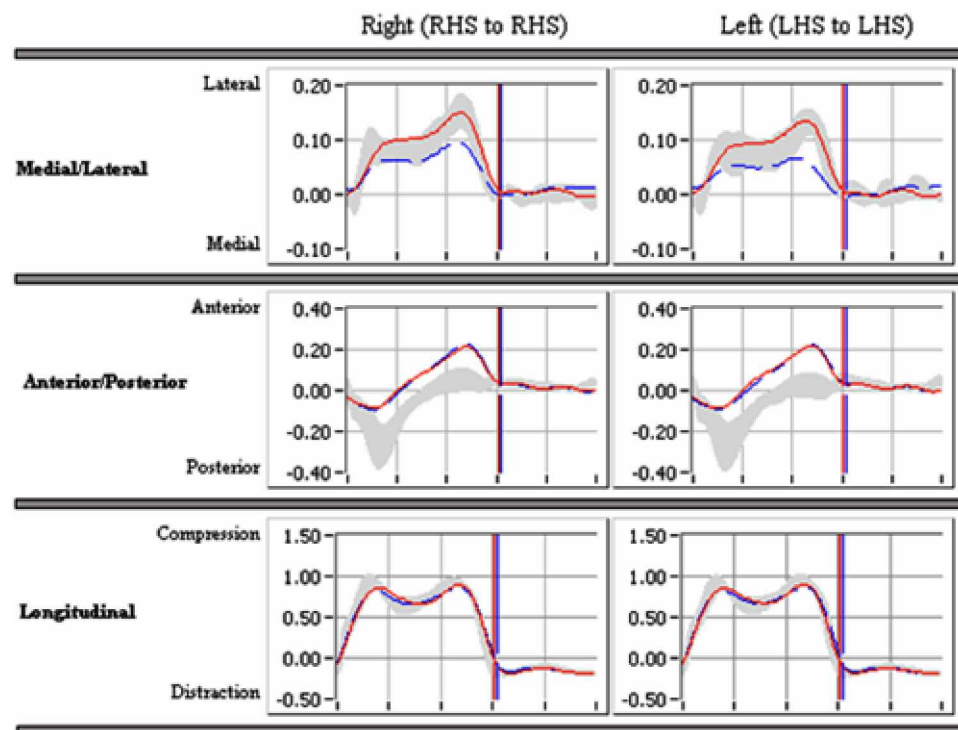 Right (RHS to RHS)
Left (LHS to LHS)
Lateral
0.20
0.10
Medial/Lateral
0.00
Medial
-0.10
0.20
0.10
0.00
-0.10
Anterior
0.40
0.20
Anterior/Posterior
0.00
-0.20
Posterior
-0.40
0.40
0.20
0.00
-0.20
-0.40
Compression
1.50
1.00
Longitudinal
0.50
0.00
Distraction
-0.50
1.50
1.00
0.50
0.00
-0.50